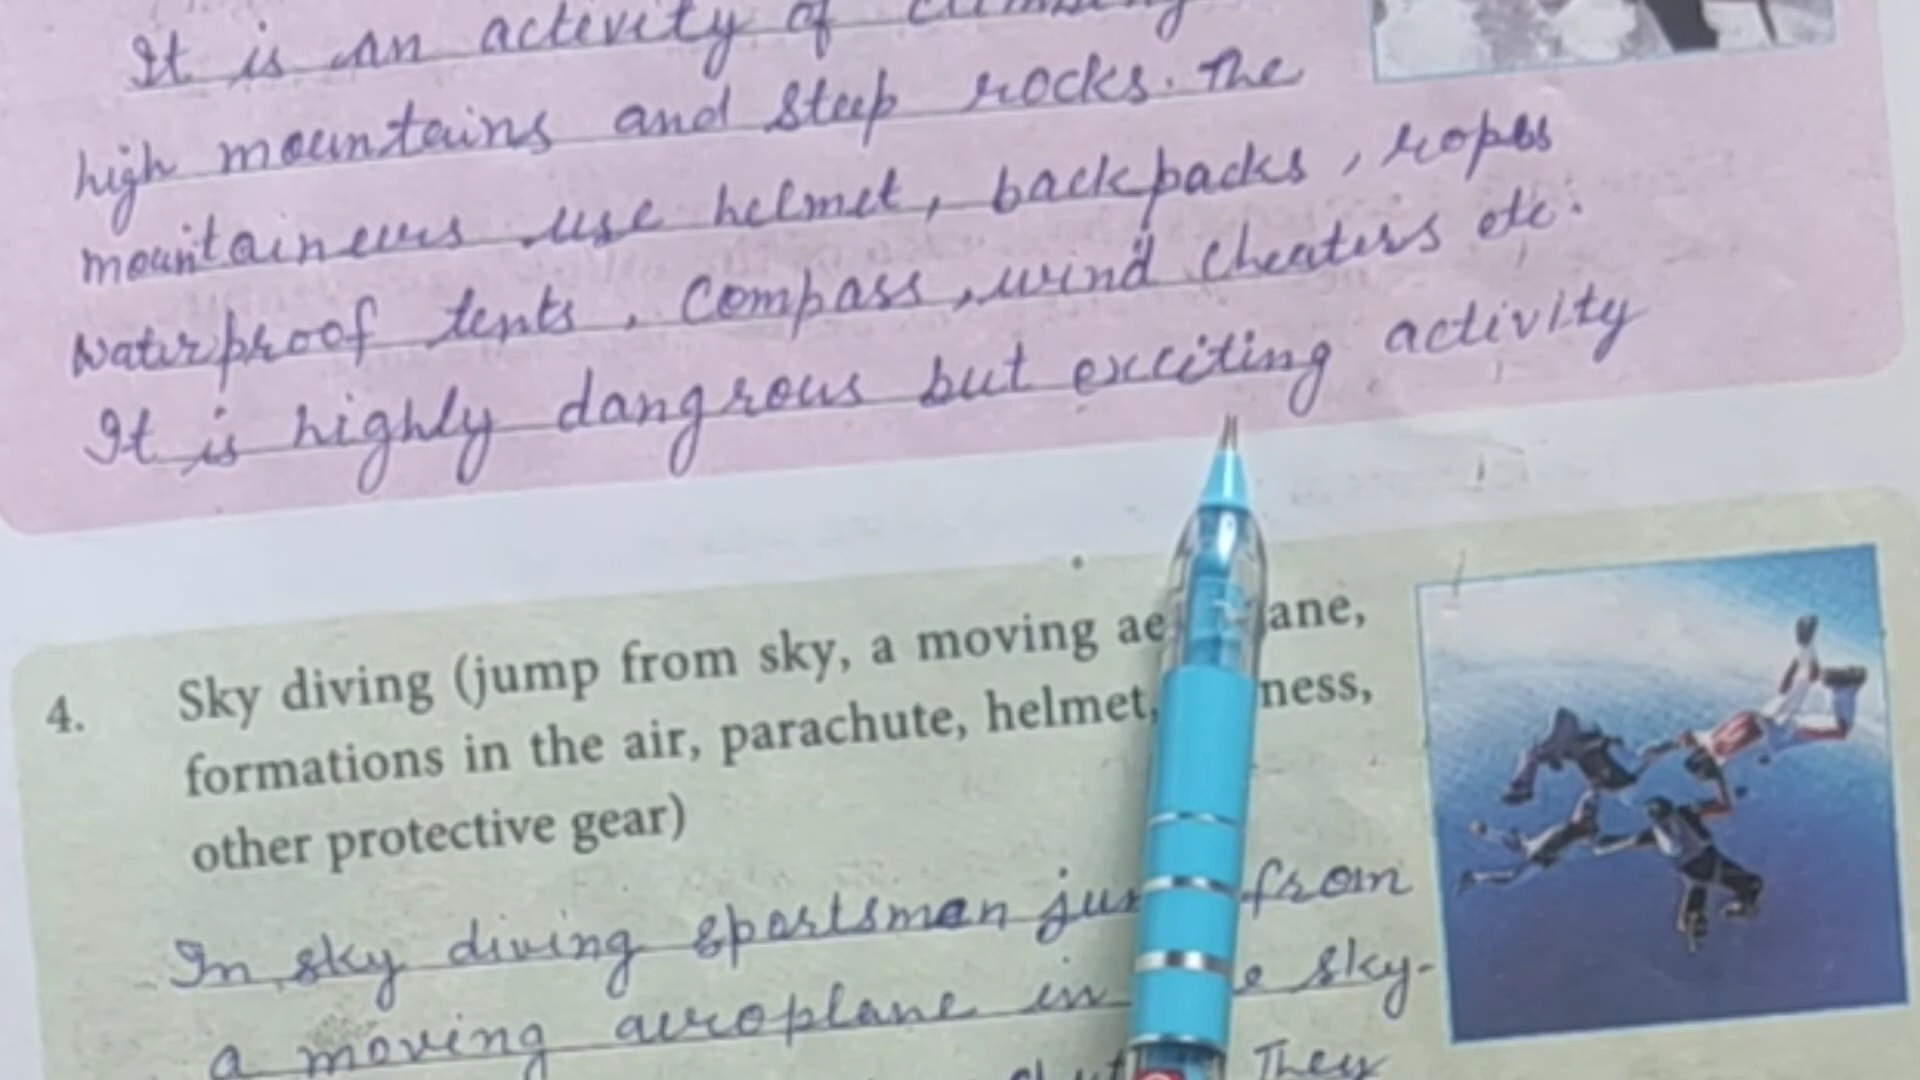 It is an activity of climbing
high mountains and steep rocks. The
mountaineers use helmet, backpacks, ropes
waterproof tents, compass, wind cheaters etc.
It is highly dangrous but exciting activity
4. Sky diving (jump from sky, a moving ae ane,
formations in the air, parachute, helmet, ness,
other protective gear)
In sky diving sportsmen from
a moving aeroplane in sky.
They